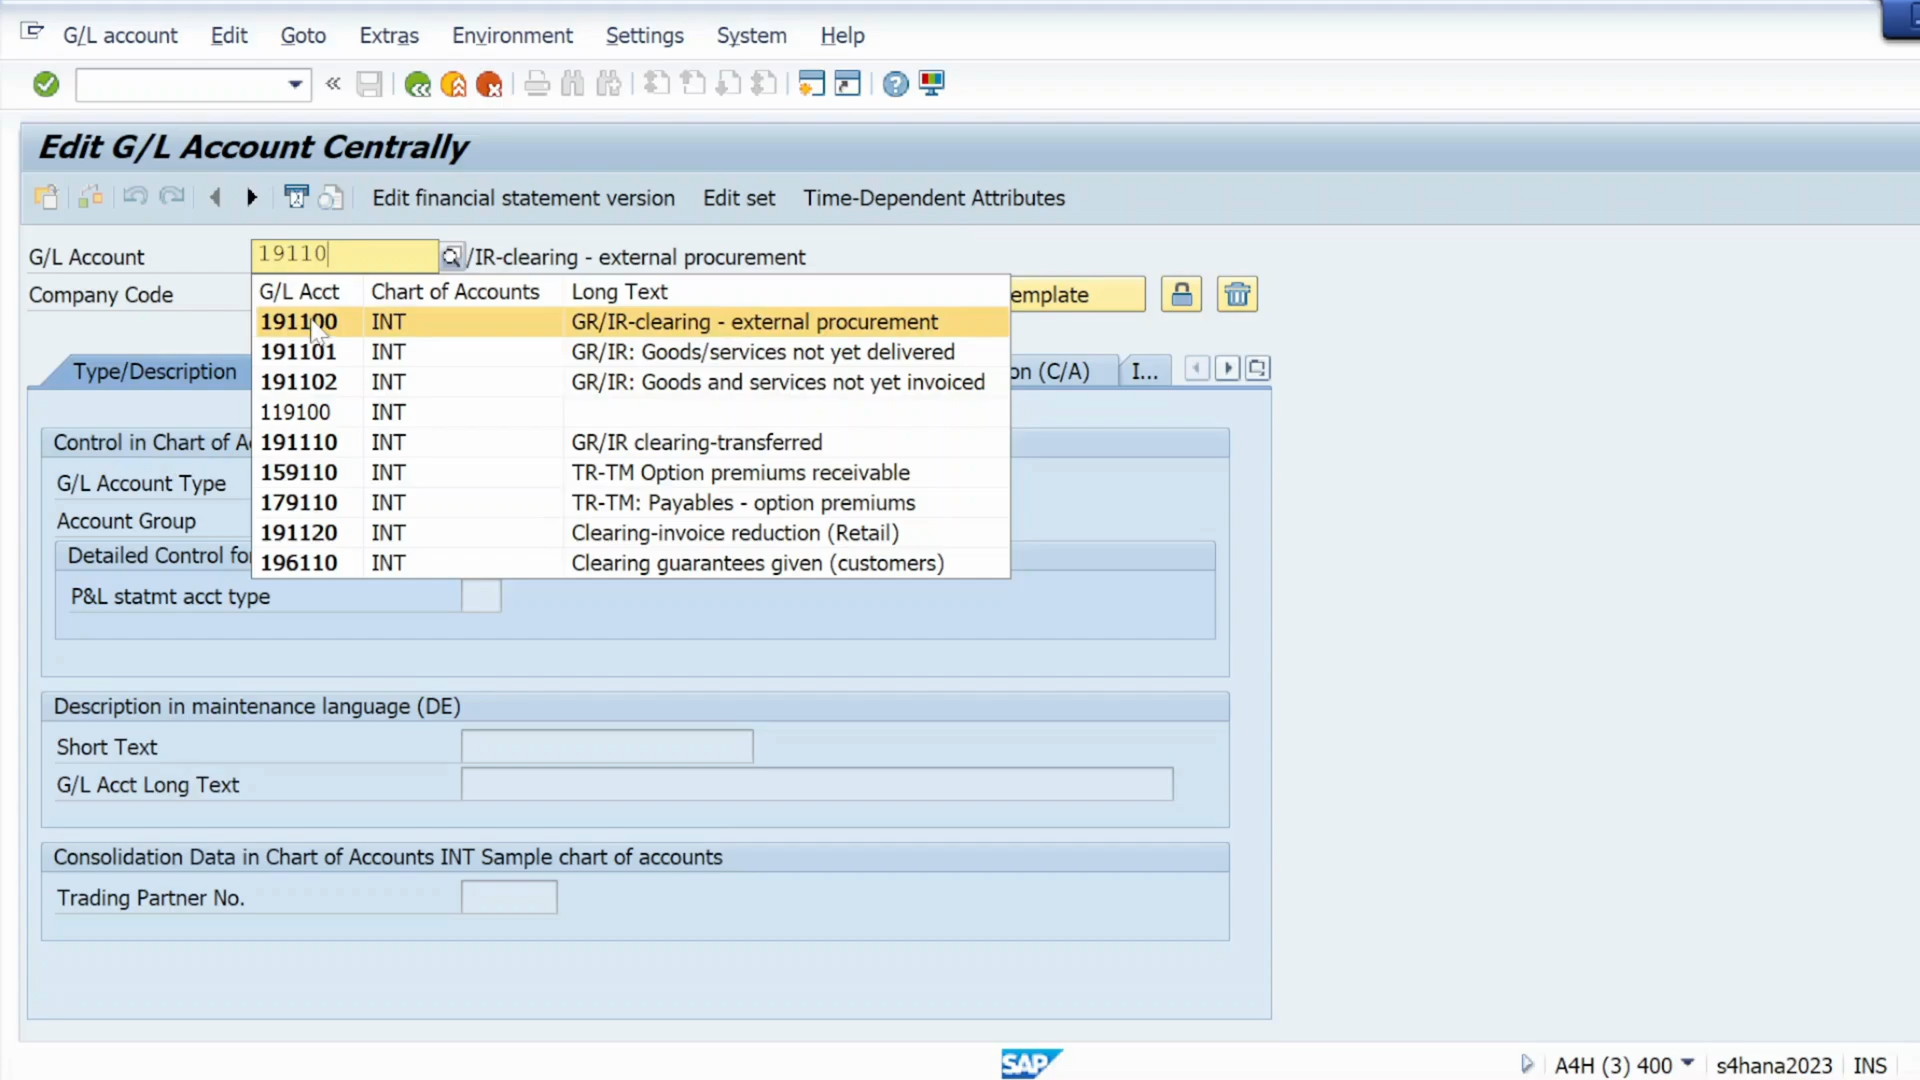 G/L account Edit Goto Extras Environment Settings System Help
Edit G/L Account Centrally
Edit financial statement version Edit set Time-Dependent Attributes
G/L Account 19110 /IR-clearing - external procurement
Company Code emplate
G/L Acct Chart of Accounts Long Text
191100 INT GR/IR-clearing - external procurement
191101 INT GR/IR: Goods/services not yet delivered
191102 INT GR/IR: Goods and services not yet invoiced
119100 INT
191110 INT GR/IR clearing-transferred
159110 INT TR-TM Option premiums receivable
179110 INT TR-TM: Payables - option premiums
191120 INT Clearing-invoice reduction (Retail)
196110 INT Clearing guarantees given (customers)
Type/Description on (C/A) I...
Control in Chart of A
G/L Account Type
Account Group
Detailed Control fo
P&L statmt acct type
Description in maintenance language (DE)
Short Text
G/L Acct Long Text
Consolidation Data in Chart of Accounts INT Sample chart of accounts
Trading Partner No.
SAP A4H (3) 400 s4hana2023 INS